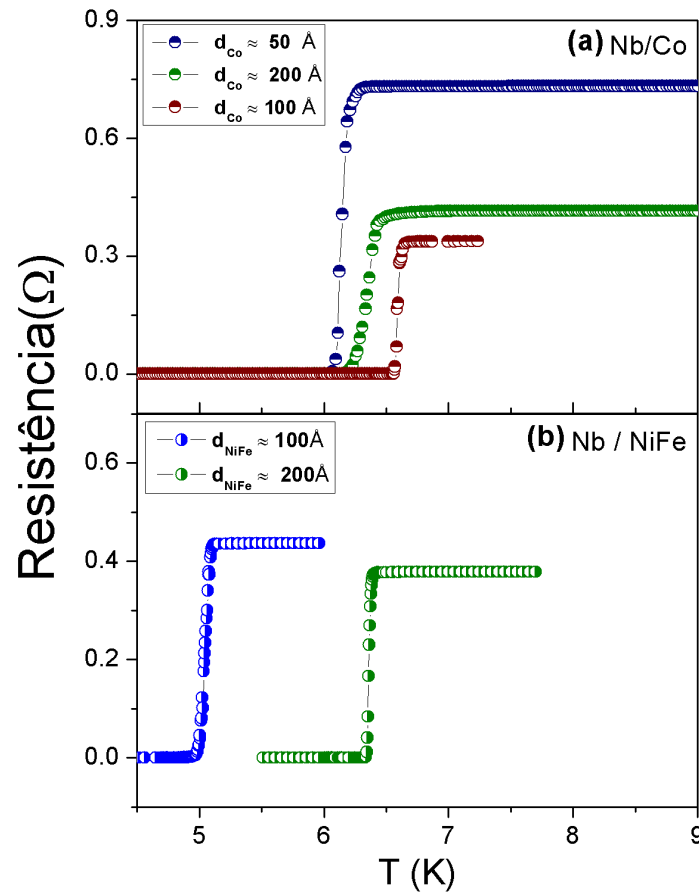 Resistência(Ω)
0.9
0.6
0.3
0.0
d_Co ≈ 50 Å
d_Co ≈ 200 Å
d_Co ≈ 100 Å
(a) Nb/Co
0.6
0.4
0.2
0.0
d_NiFe ≈ 100Å
d_NiFe ≈ 200Å
(b) Nb / NiFe
5 6 7 8 9
T (K)